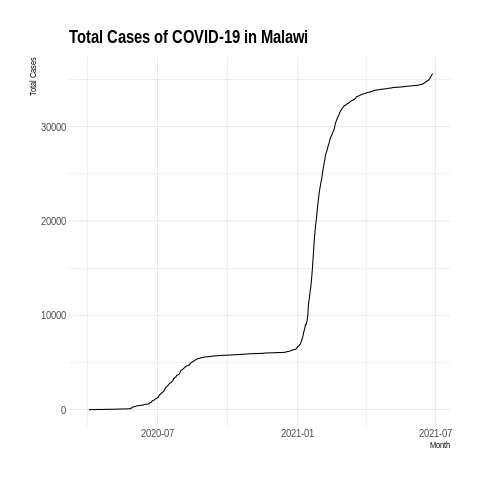 Total Cases of COVID-19 in Malawi
Total Cases
30000
20000
10000
0
2020-07 2021-01 2021-07
Month